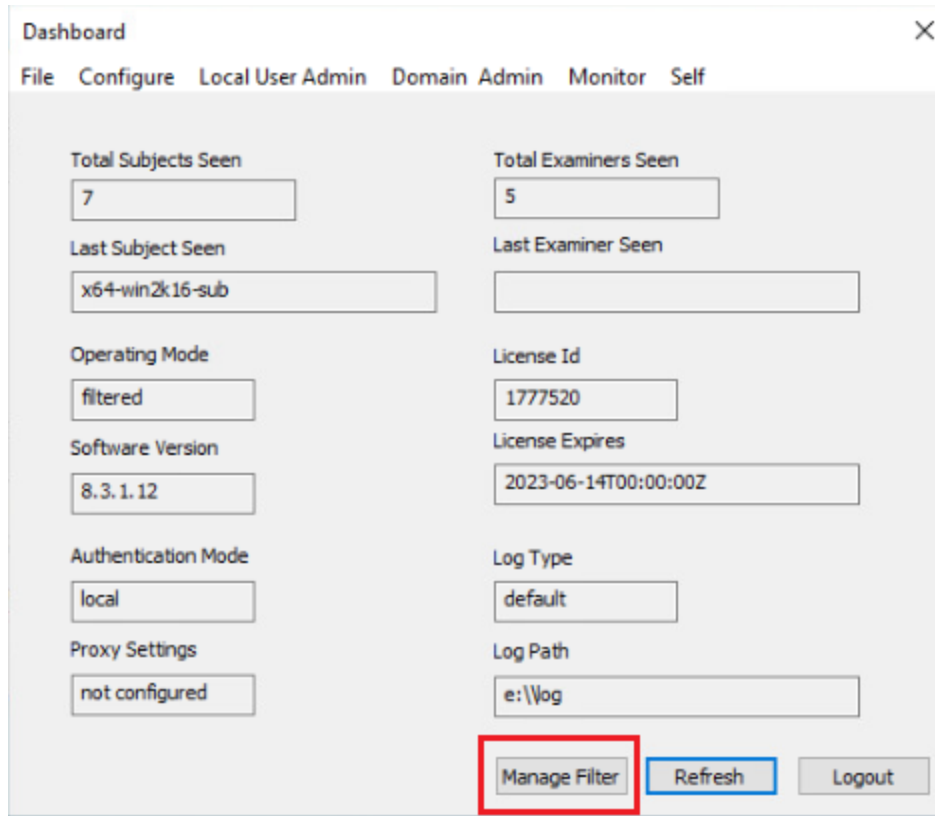 Dashboard
File Configure Local User Admin Domain Admin Monitor Self
Total Subjects Seen
7
Total Examiners Seen
5
Last Subject Seen
x64-win2k16-sub
Last Examiner Seen
Operating Mode
filtered
License Id
1777520
Software Version
8.3.1.12
License Expires
2023-06-14T00:00:00Z
Authentication Mode
local
Log Type
default
Proxy Settings
not configured
Log Path
e:\\log
Manage Filter Refresh Logout